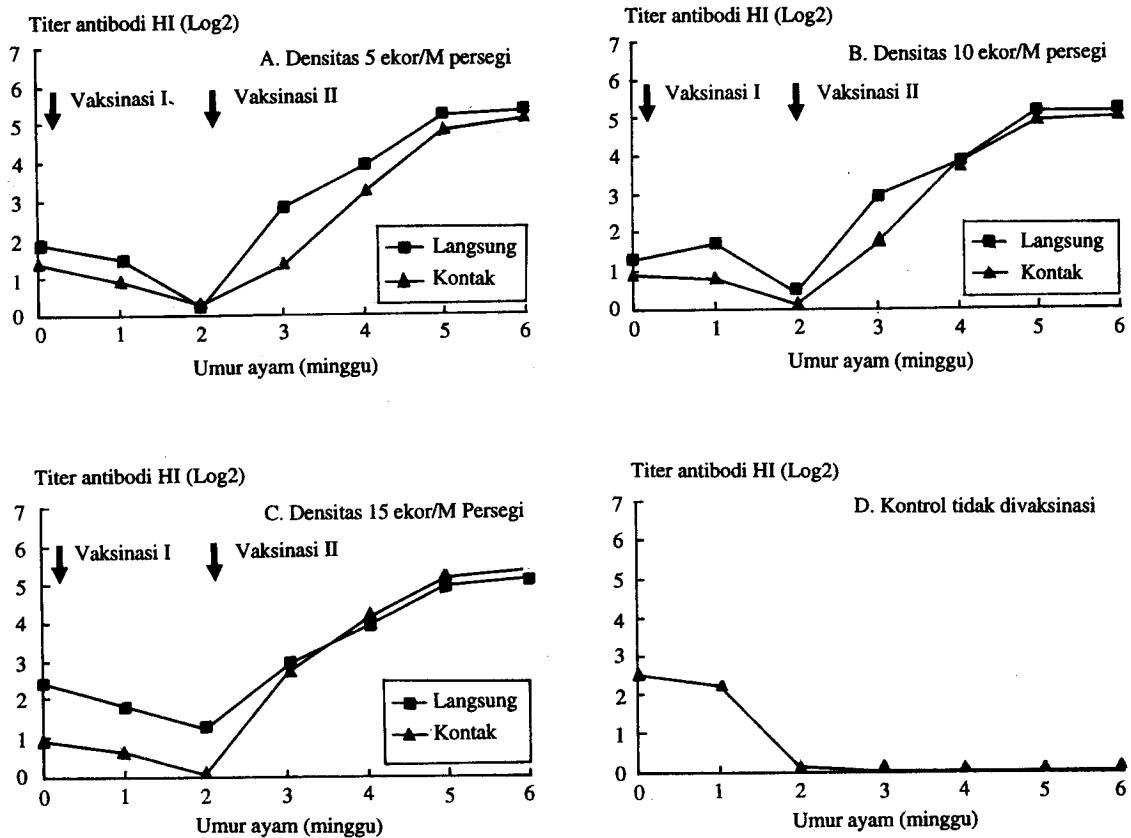 Titer antibodi HI (Log2)
A. Densitas 5 ekor/M persegi
Vaksinasi I
Vaksinasi II
7
6
5
4
3
2
1
0
Langsung
Kontak
0 1 2 3 4 5 6
Umur ayam (minggu)
Titer antibodi HI (Log2)
B. Densitas 10 ekor/M persegi
Vaksinasi I
Vaksinasi II
7
6
5
4
3
2
1
0
Langsung
Kontak
0 1 2 3 4 5 6
Umur ayam (minggu)
Titer antibodi HI (Log2)
C. Densitas 15 ekor/M Persegi
Vaksinasi I
Vaksinasi II
7
6
5
4
3
2
1
0
Langsung
Kontak
0 1 2 3 4 5 6
Umur ayam (minggu)
Titer antibodi HI (Log2)
D. Kontrol tidak divaksinasi
7
6
5
4
3
2
1
0
0 1 2 3 4 5 6
Umur ayam (minggu)